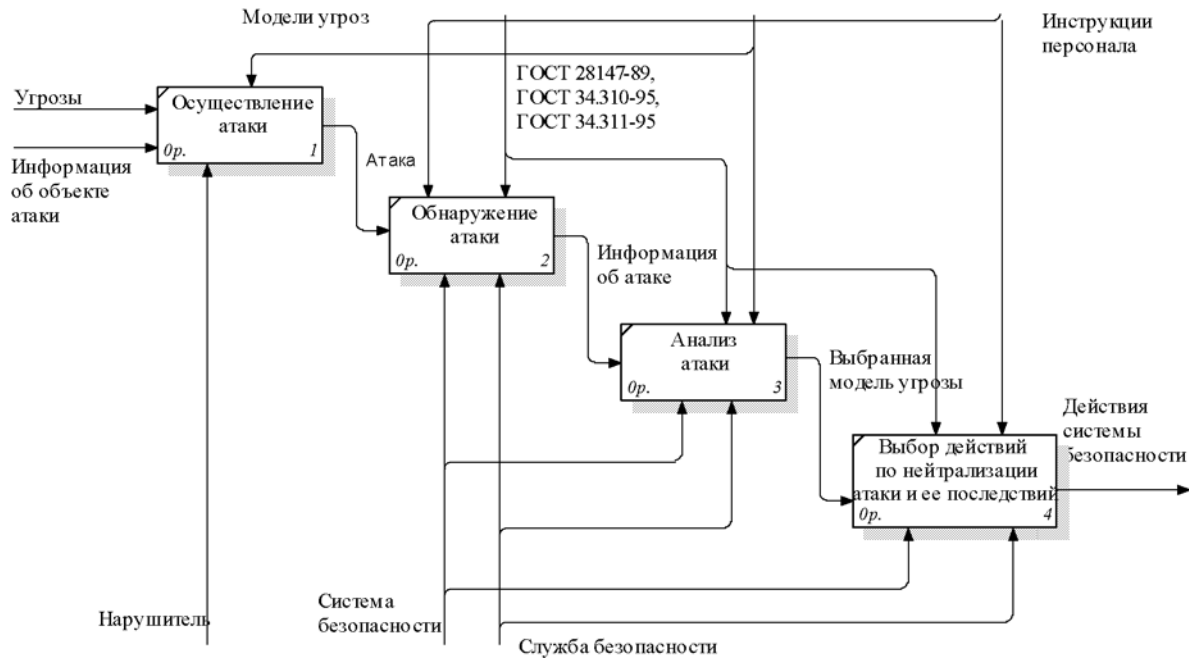 Модели угроз
Инструкции
персонала
ГОСТ 28147-89,
ГОСТ 34.310-95,
ГОСТ 34.311-95
Угрозы
Осуществление
атаки
0р.
1
Информация
об объекте
атаки
Атака
Обнаружение
атаки
0р.
2
Информация
об атаке
Анализ
атаки
0р.
3
Выбранная
модель угрозы
Действия
системы
безопасности
Выбор действий
по нейтрализации
атаки и ее последствий
0р.
4
Нарушитель
Система
безопасности
Служба безопасности